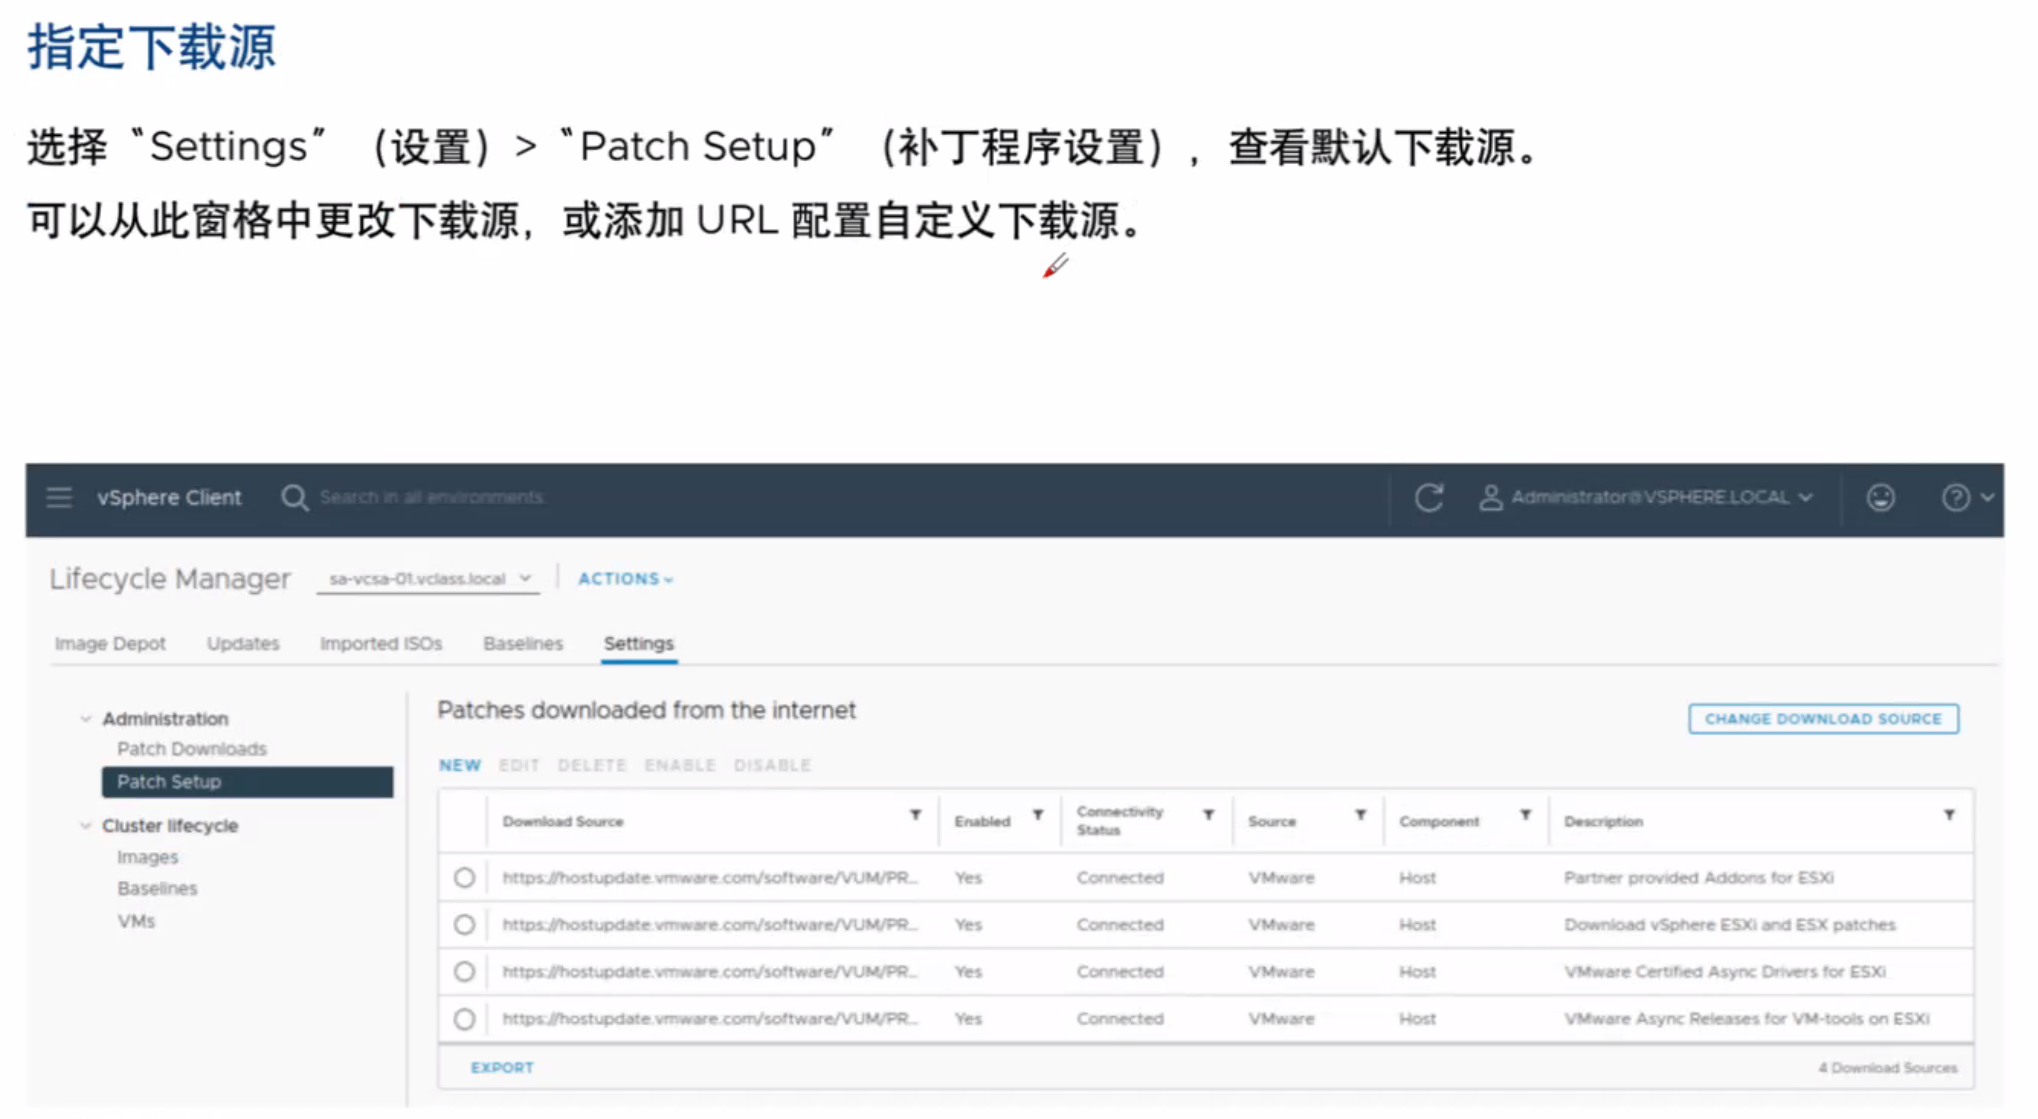 指定下载源
选择“Settings”（设置）>“Patch Setup”（补丁程序设置），查看默认下载源。
可以从此窗格中更改下载源，或添加 URL 配置自定义下载源。
vSphere Client Search in all environments Administrator@VSPHERE.LOCAL
Lifecycle Manager sa-vcsa-01.vclass.local ACTIONS
Image Depot Updates Imported ISOs Baselines Settings
Administration
Patch Downloads
Patch Setup
Cluster lifecycle
Images
Baselines
VMs
Patches downloaded from the internet
CHANGE DOWNLOAD SOURCE
NEW EDIT DELETE ENABLE DISABLE
Download Source Enabled Connectivity Status Source Component Description
https://hostupdate.vmware.com/software/VUM/PR... Yes Connected VMware Host Partner provided Addons for ESXi
https://hostupdate.vmware.com/software/VUM/PR... Yes Connected VMware Host Download vSphere ESXi and ESX patches
https://hostupdate.vmware.com/software/VUM/PR... Yes Connected VMware Host VMware Certified Async Drivers for ESXi
https://hostupdate.vmware.com/software/VUM/PR... Yes Connected VMware Host VMware Async Releases for VM-tools on ESXi
EXPORT 4 Download Sources